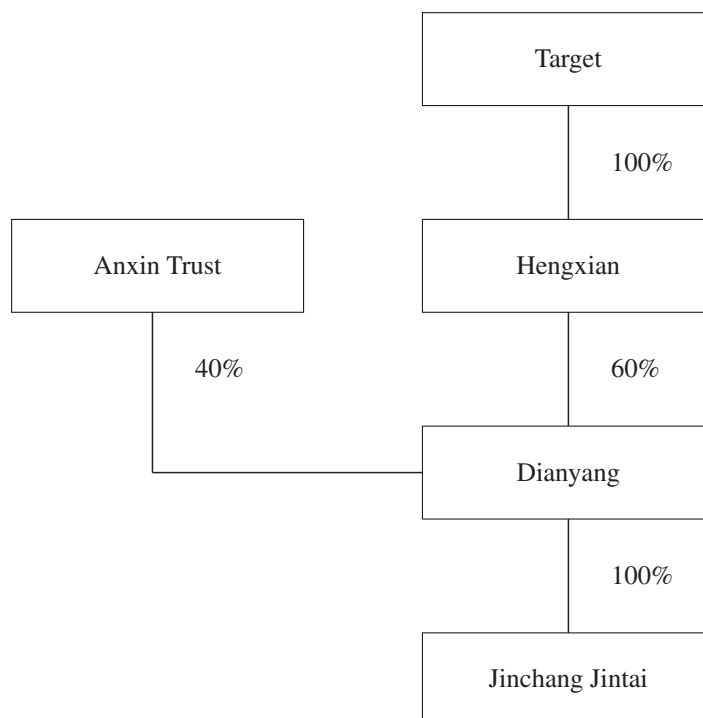 Target
100%
Anxin Trust
Hengxian
40%
60%
Dianyang
100%
Jinchang Jintai